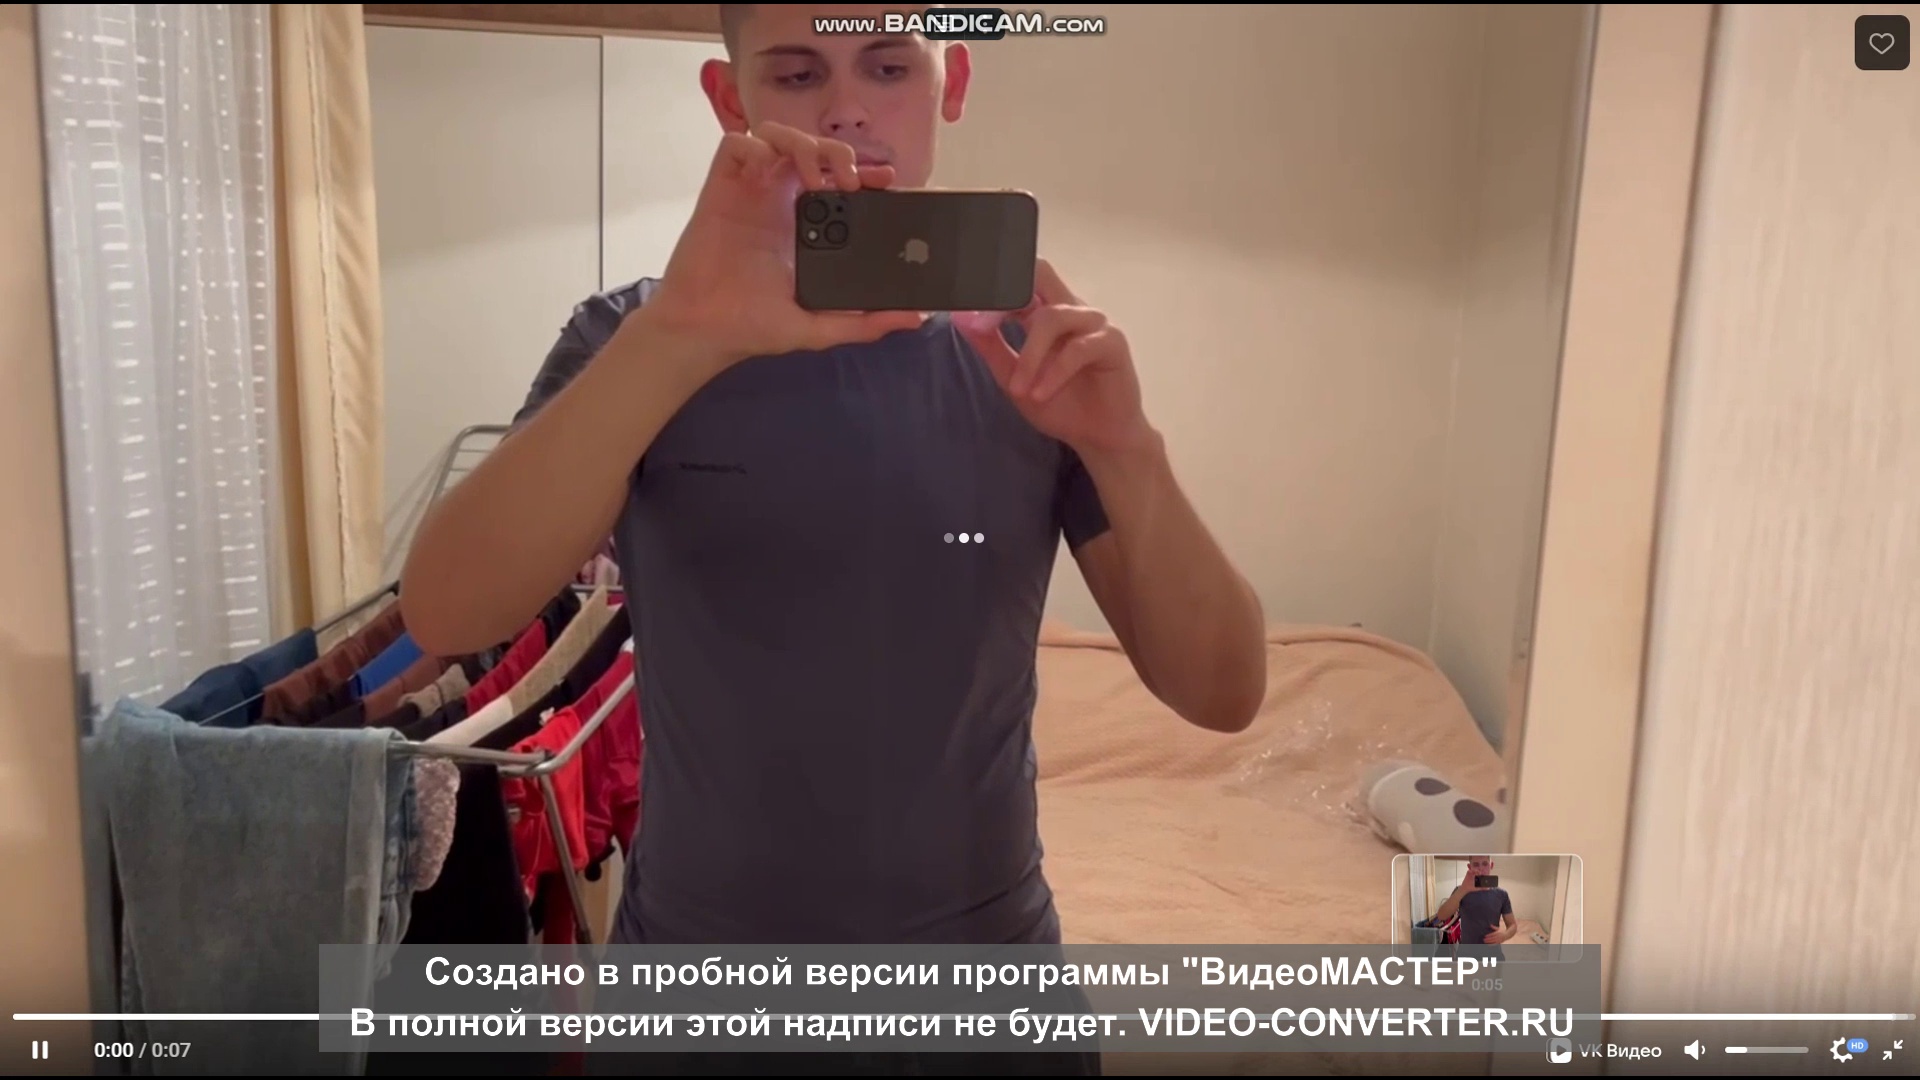 www.BANDICAM.com
Создано в пробной версии программы "ВидеоМАСТЕР"
0:05
В полной версии этой надписи не будет. VIDEO-CONVERTER.RU
0:00 / 0:07
VK Видео
HD